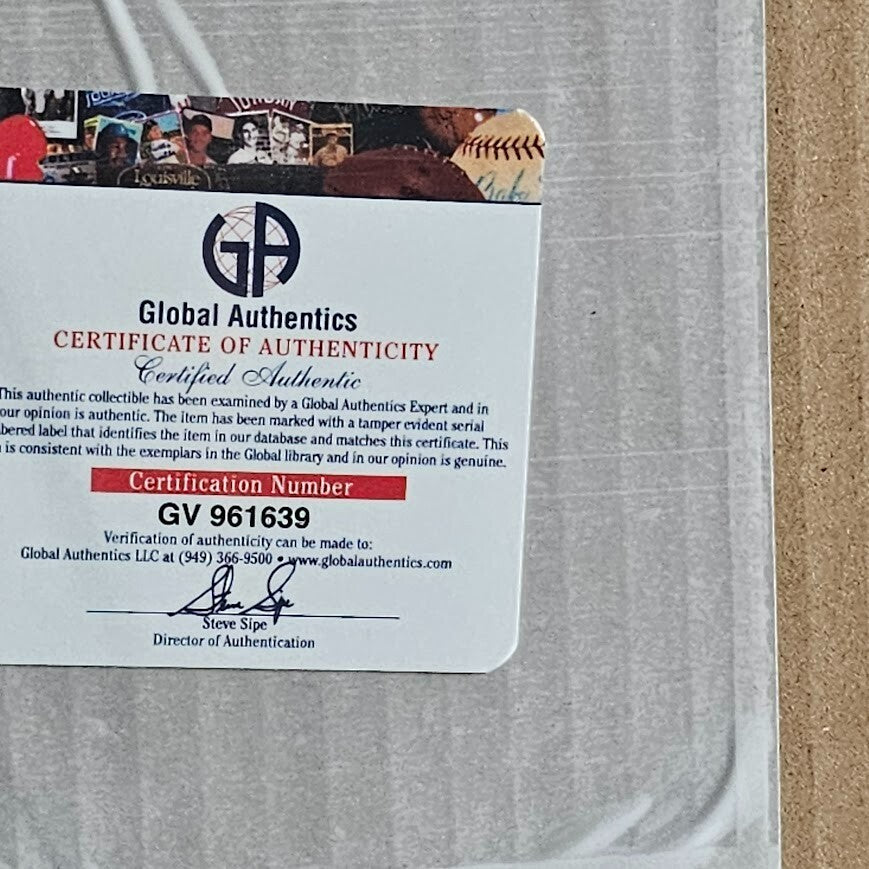 Louisville
GA
Global Authentics
CERTIFICATE OF AUTHENTICITY
Certified Authentic
This authentic collectible has been examined by a Global Authentics Expert and in
our opinion is authentic. The item has been marked with a tamper evident serial
bered label that identifies the item in our database and matches this certificate. This
is consistent with the exemplars in the Global library and in our opinion is genuine.
Certification Number
GV 961639
Verification of authenticity can be made to:
Global Authentics LLC at (949) 366-9500 • www.globalauthentics.com
Steve Sipe
Steve Sipe
Director of Authentication